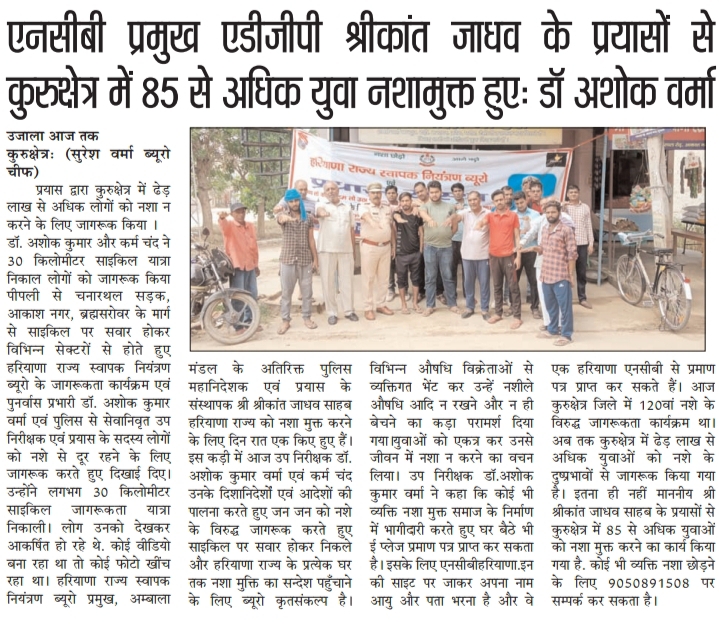 एनसीबी प्रमुख एडीजीपी श्रीकांत जाधव के प्रयासों से
कुरुक्षेत्र में 85 से अधिक युवा नशामुक्त हुएः डॉ अशोक वर्मा
उजाला आज तक
कुरुक्षेत्रः (सुरेश वर्मा ब्यूरो
चीफ)
प्रयास द्वारा कुरुक्षेत्र में ढेड़
लाख से अधिक लोगों को नशा न
करने के लिए जागरूक किया ।
डॉ. अशोक कुमार और कर्म चंद ने
30 किलोमीटर साइकिल यात्रा
निकाल लोगों को जागरूक किया
पीपली से चनारथल सड़क,
आकाश नगर, ब्रह्मसरोवर के मार्ग
से साइकिल पर सवार होकर
विभिन्न सेक्टरों से होते हुए
हरियाणा राज्य स्वापक नियंत्रण
ब्यूरो के जागरूकता कार्यक्रम एवं
पुनर्वास प्रभारी डॉ. अशोक कुमार
वर्मा एवं पुलिस से सेवानिवृत उप
निरीक्षक एवं प्रयास के सदस्य लोगों
को नशे से दूर रहने के लिए
जागरूक करते हुए दिखाई दिए।
उन्होंने लगभग 30 किलोमीटर
साइकिल जागरूकता यात्रा
निकाली। लोग उनको देखकर
आकर्षित हो रहे थे. कोई वीडियो
बना रहा था तो कोई फोटो खींच
रहा था। हरियाणा राज्य स्वापक
नियंत्रण ब्यूरो प्रमुख, अम्बाला
हरियाणा राज्य स्वापक नियंत्रण ब्यूरो
मंडल के अतिरिक्त पुलिस
महानिदेशक एवं प्रयास के
संस्थापक श्री श्रीकांत जाधव साहब
हरियाणा राज्य को नशा मुक्त करने
के लिए दिन रात एक किए हुए हैं।
इस कड़ी में आज उप निरीक्षक डॉ.
अशोक कुमार वर्मा एवं कर्म चंद
उनके दिशानिर्देशों एवं आदेशों की
पालना करते हुए जन जन को नशे
के विरुद्ध जागरूक करते हुए
साइकिल पर सवार होकर निकले
और हरियाणा राज्य के प्रत्येक घर
तक नशा मुक्ति का सन्देश पहुँचाने
के लिए ब्यूरो कृतसंकल्प है।
विभिन्न औषधि विक्रेताओं से
व्यक्तिगत भेंट कर उन्हें नशीले
औषधि आदि न रखने और न ही
बेचने का कड़ा परामर्श दिया
गया।युवाओं को एकत्र कर उनसे
जीवन में नशा न करने का वचन
लिया। उप निरीक्षक डॉ.अशोक
कुमार वर्मा ने कहा कि कोई भी
व्यक्ति नशा मुक्त समाज के निर्माण
में भागीदारी करते हुए घर बैठे भी
ई प्लेज प्रमाण पत्र प्राप्त कर सकता
है।इसके लिए एनसीबीहरियाणा.इन
की साइट पर जाकर अपना नाम
आयु और पता भरना है और वे
एक हरियाणा एनसीबी से प्रमाण
पत्र प्राप्त कर सकते हैं। आज
कुरुक्षेत्र जिले में 120वां नशे के
विरुद्ध जागरूकता कार्यक्रम था।
अब तक कुरुक्षेत्र में ढेड़ लाख से
अधिक युवाओं को नशे के
दुष्प्रभावों से जागरूक किया गया
है। इतना ही नहीं माननीय श्री
श्रीकांत जाधव साहब के प्रयासों से
कुरुक्षेत्र में 85 से अधिक युवाओं
को नशा मुक्त करने का कार्य किया
गया है. कोई भी व्यक्ति नशा छोड़ने
के लिए 9050891508 पर
सम्पर्क कर सकता है।